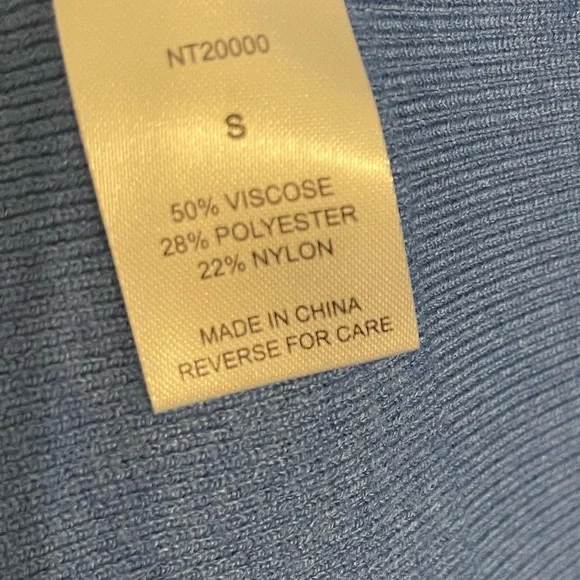 NT20000
S
50% VISCOSE
28% POLYESTER
22% NYLON
MADE IN CHINA
REVERSE FOR CARE